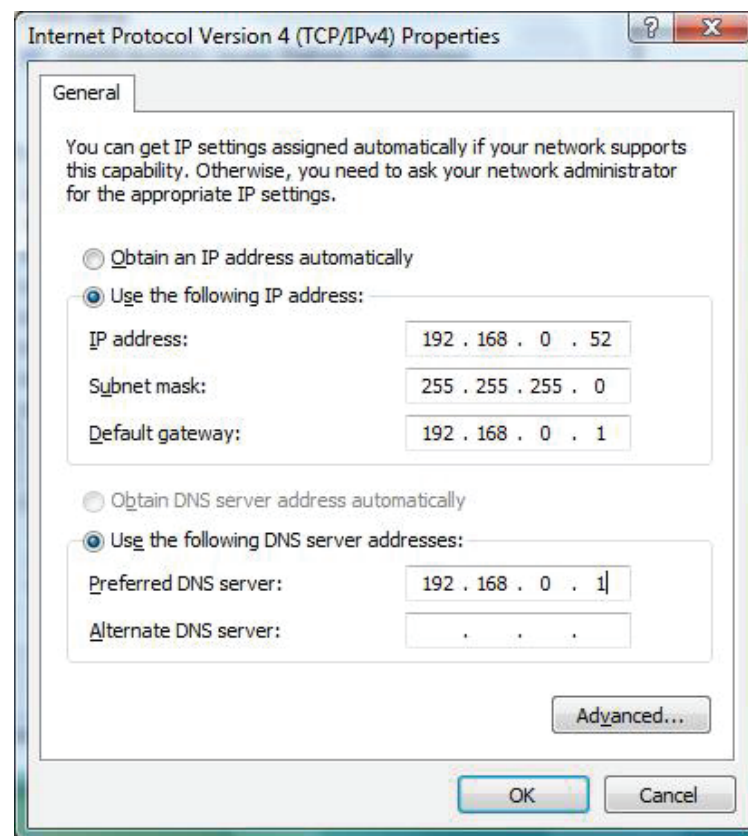 Internet Protocol Version 4 (TCP/IPv4) Properties
General
You can get IP settings assigned automatically if your network supports
this capability. Otherwise, you need to ask your network administrator
for the appropriate IP settings.
Obtain an IP address automatically
Use the following IP address:
IP address: 192 . 168 . 0 . 52
Subnet mask: 255 . 255 . 255 . 0
Default gateway: 192 . 168 . 0 . 1
Obtain DNS server address automatically
Use the following DNS server addresses:
Preferred DNS server: 192 . 168 . 0 . 1
Alternate DNS server: . . .
Advanced...
OK Cancel